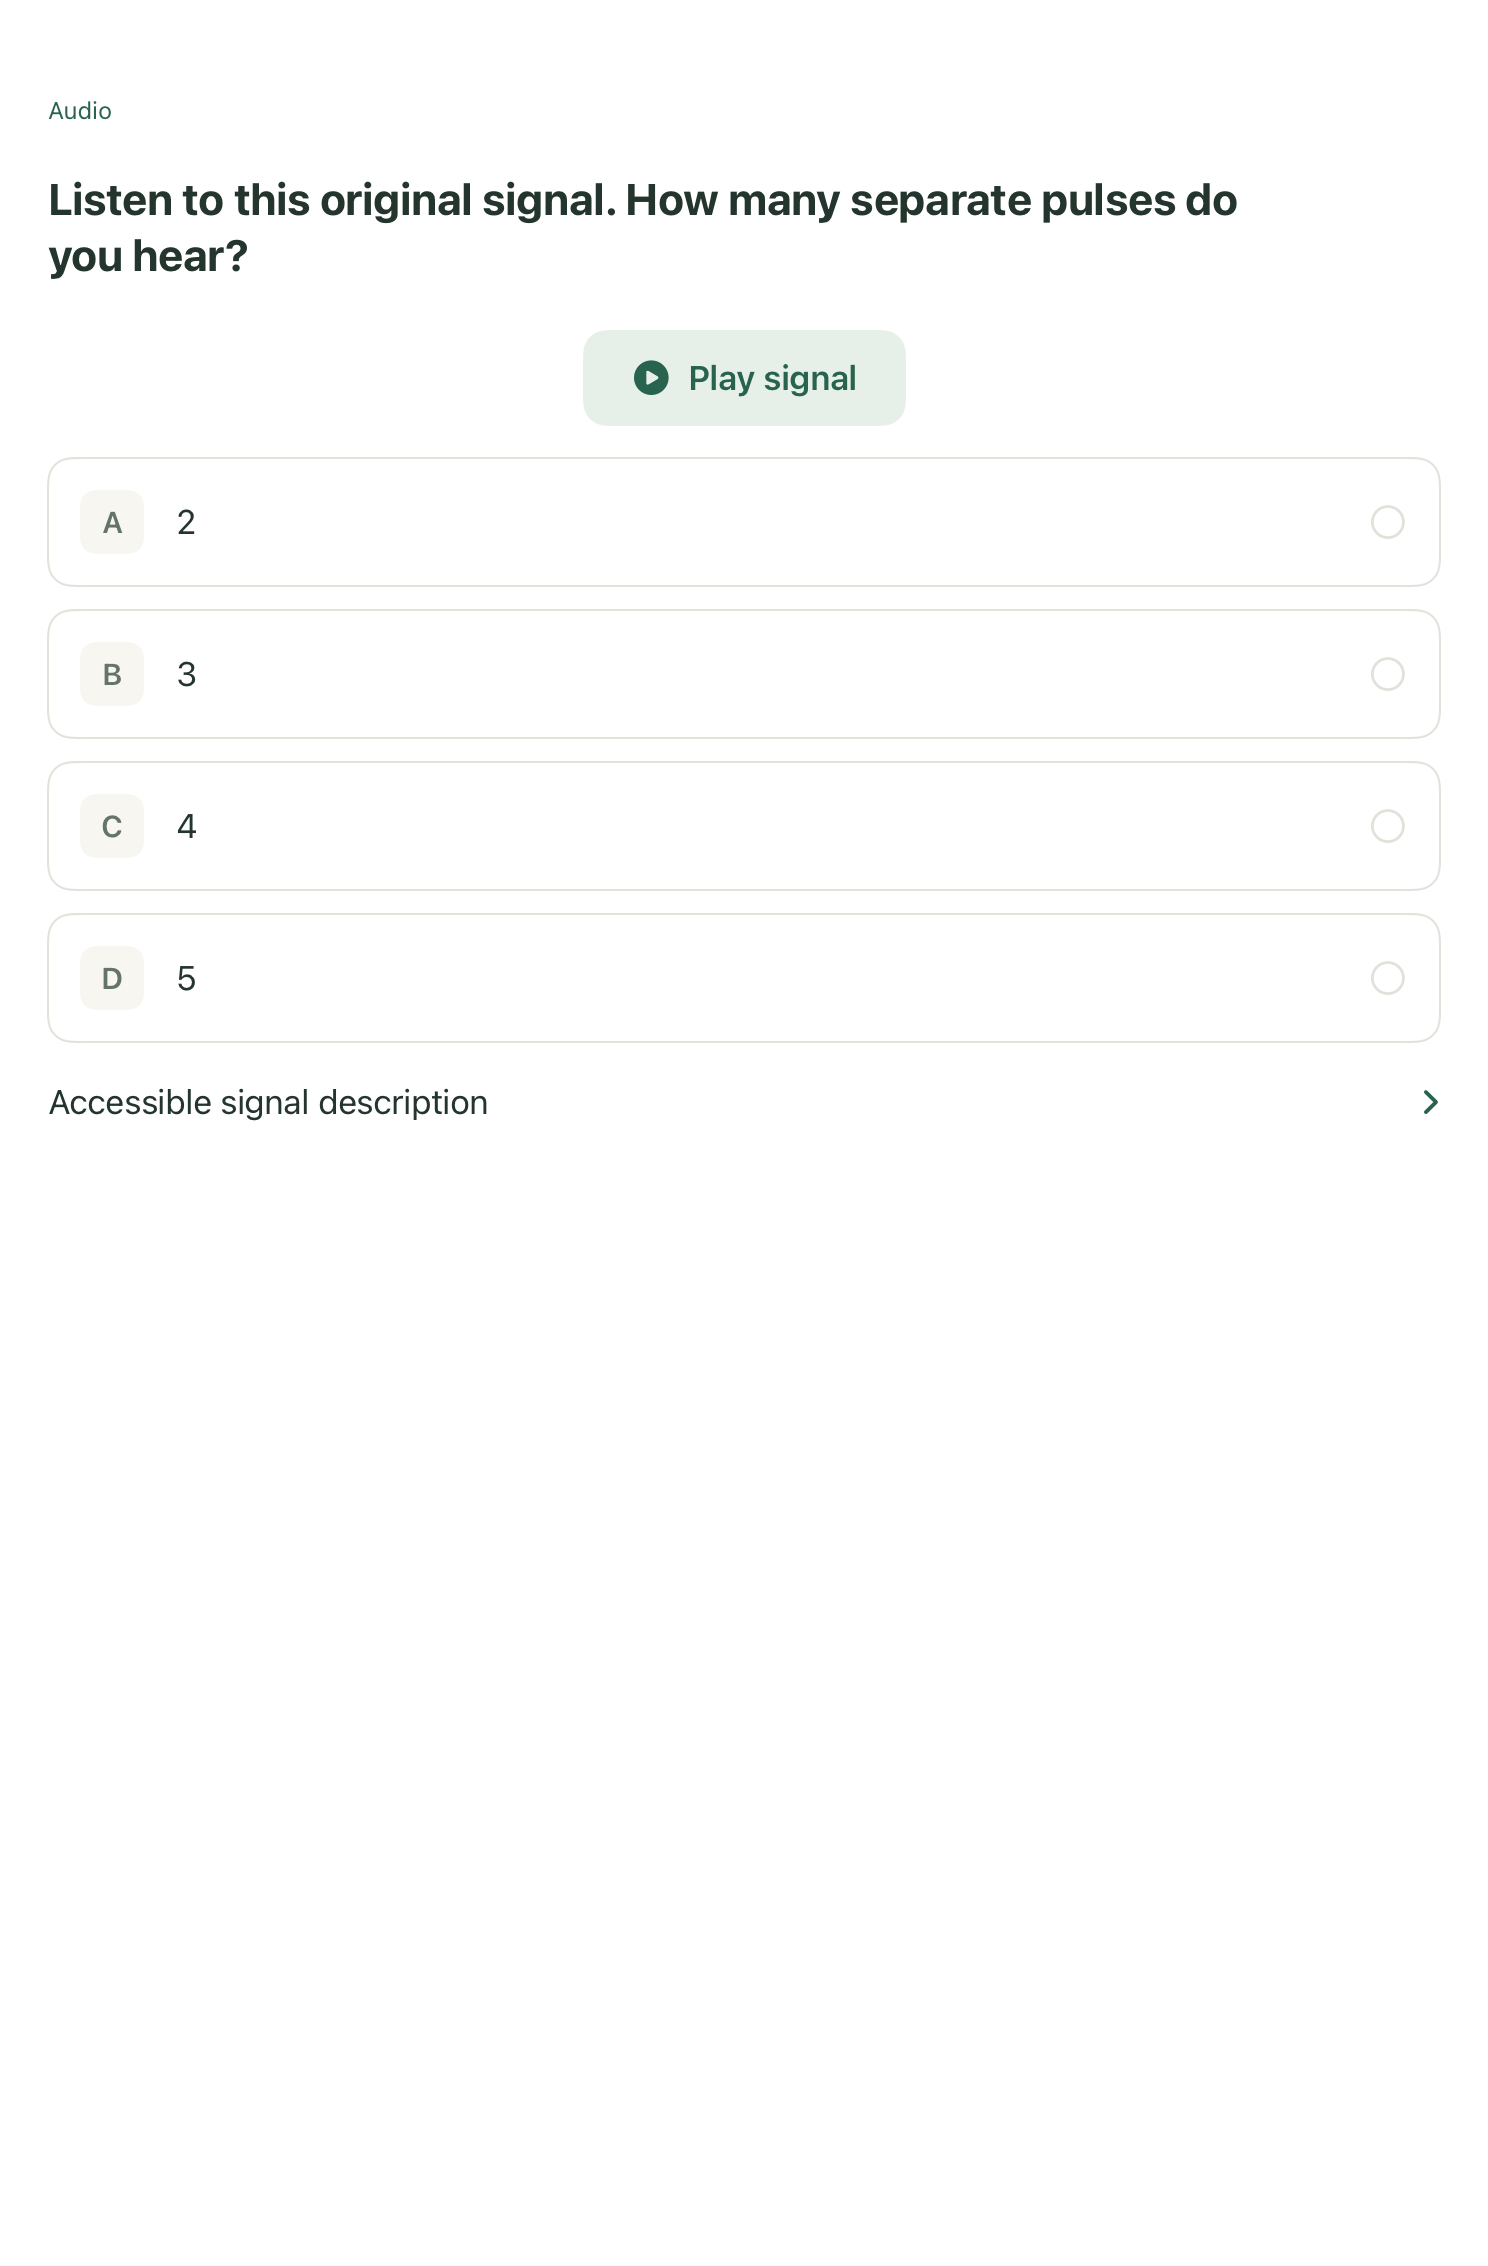 Audio
Listen to this original signal. How many separate pulses do
you hear?
Play signal
A 2
B 3
C 4
D 5
Accessible signal description